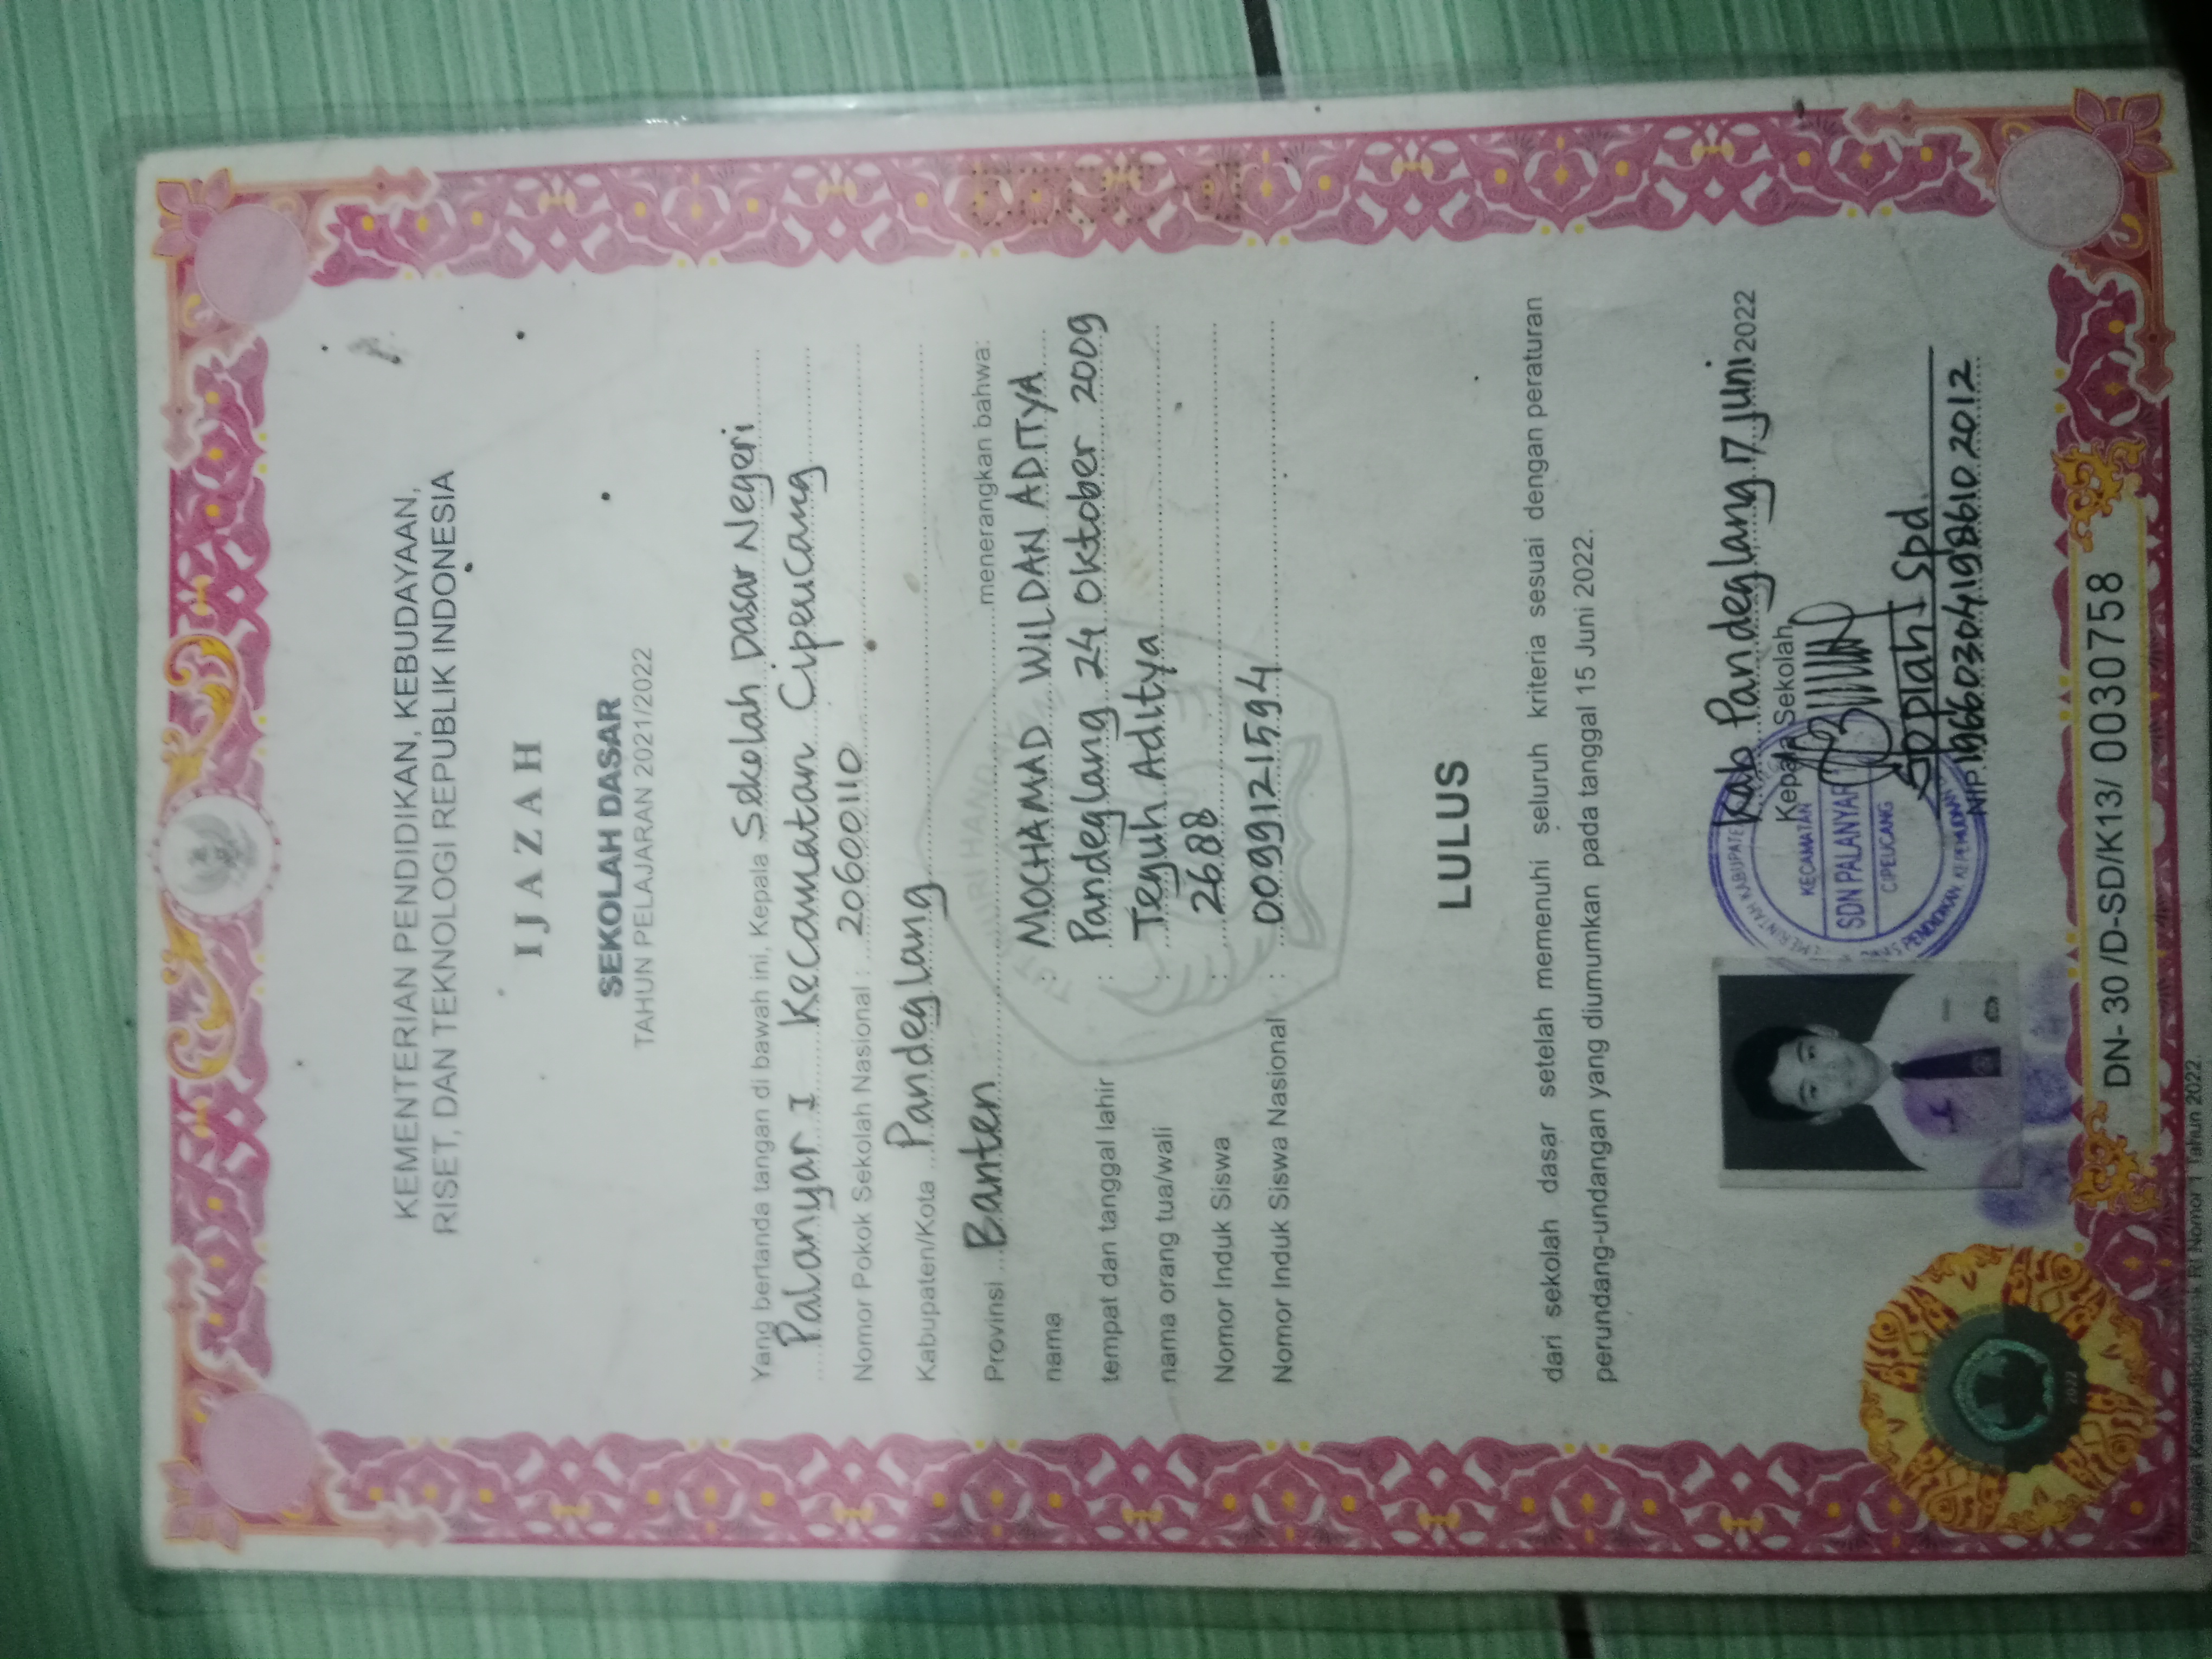 KEMENTERIAN PENDIDIKAN, KEBUDAYAAN,
RISET, DAN TEKNOLOGI REPUBLIK INDONESIA
IJAZAH
SEKOLAH DASAR
TAHUN PELAJARAN 2021/2022
Yang bertanda tangan di bawah ini, Kepala Sekolah Dasar Negeri
Palanyar I Kecamatan Cipeucang
Nomor Pokok Sekolah Nasional : 20600110
Kabupaten/Kota Pandeglang
Provinsi Banten menerangkan bahwa:
nama : MOCHAMAD WILDAN ADITYA
tempat dan tanggal lahir : Pandeglang 24 Oktober 2009
nama orang tua/wali : Teguh Aditya
Nomor Induk Siswa : 2688
Nomor Induk Siswa Nasional : 0099121594
TUT WURI HANDAYANI
LULUS
dari sekolah dasar setelah memenuhi seluruh kriteria sesuai dengan peraturan
perundang-undangan yang diumumkan pada tanggal 15 Juni 2022.
Kab Pandeglang 17 Juni 2022
Kepala Sekolah,
KECAMATAN
SDN PALANYAR
CIPEUCANG
Sopiah Spd.
NIP. 196603041986102012
2022
DN- 30 /D-SD/K13/ 0030758
Persesjen Kemendikbudristek RI Nomor 1 Tahun 2022.